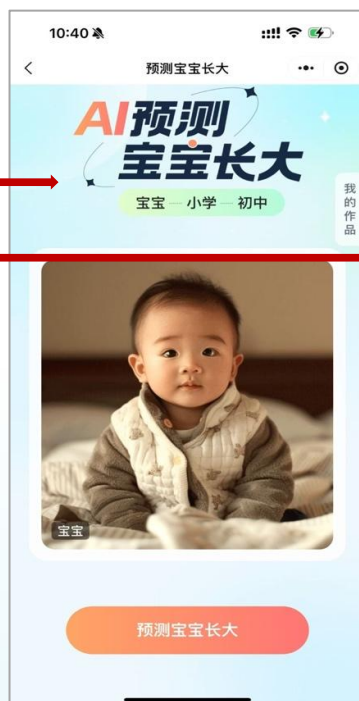 10:40
预测宝宝长大
AI预测
宝宝长大
宝宝 — 小学 — 初中
我的作品
宝宝
预测宝宝长大